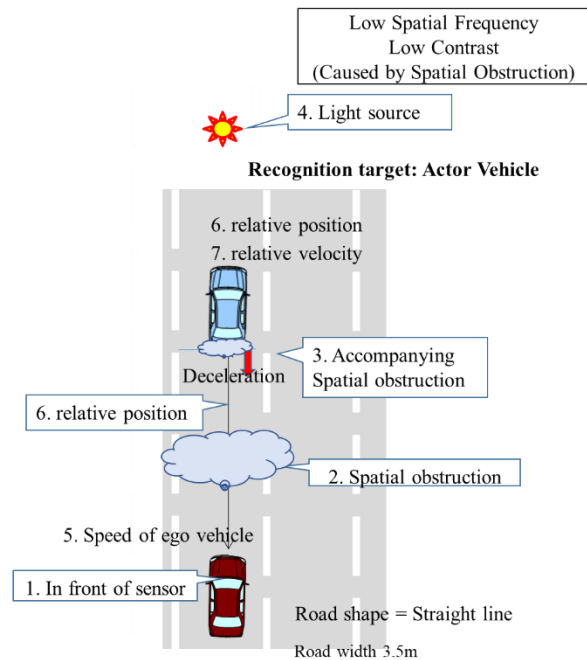 Low Spatial Frequency
Low Contrast
(Caused by Spatial Obstruction)
4. Light source
Recognition target: Actor Vehicle
6. relative position
7. relative velocity
3. Accompanying
Spatial obstruction
Deceleration
6. relative position
2. Spatial obstruction
5. Speed of ego vehicle
1. In front of sensor
Road shape = Straight line
Road width 3.5m